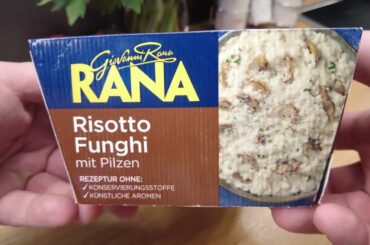 Giovanni Rana
RANA
Risotto
Funghi
mit Pilzen
REZEPTUR OHNE:
✓KONSERVIERUNGSSTOFFE
✓KÜNSTLICHE AROMEN